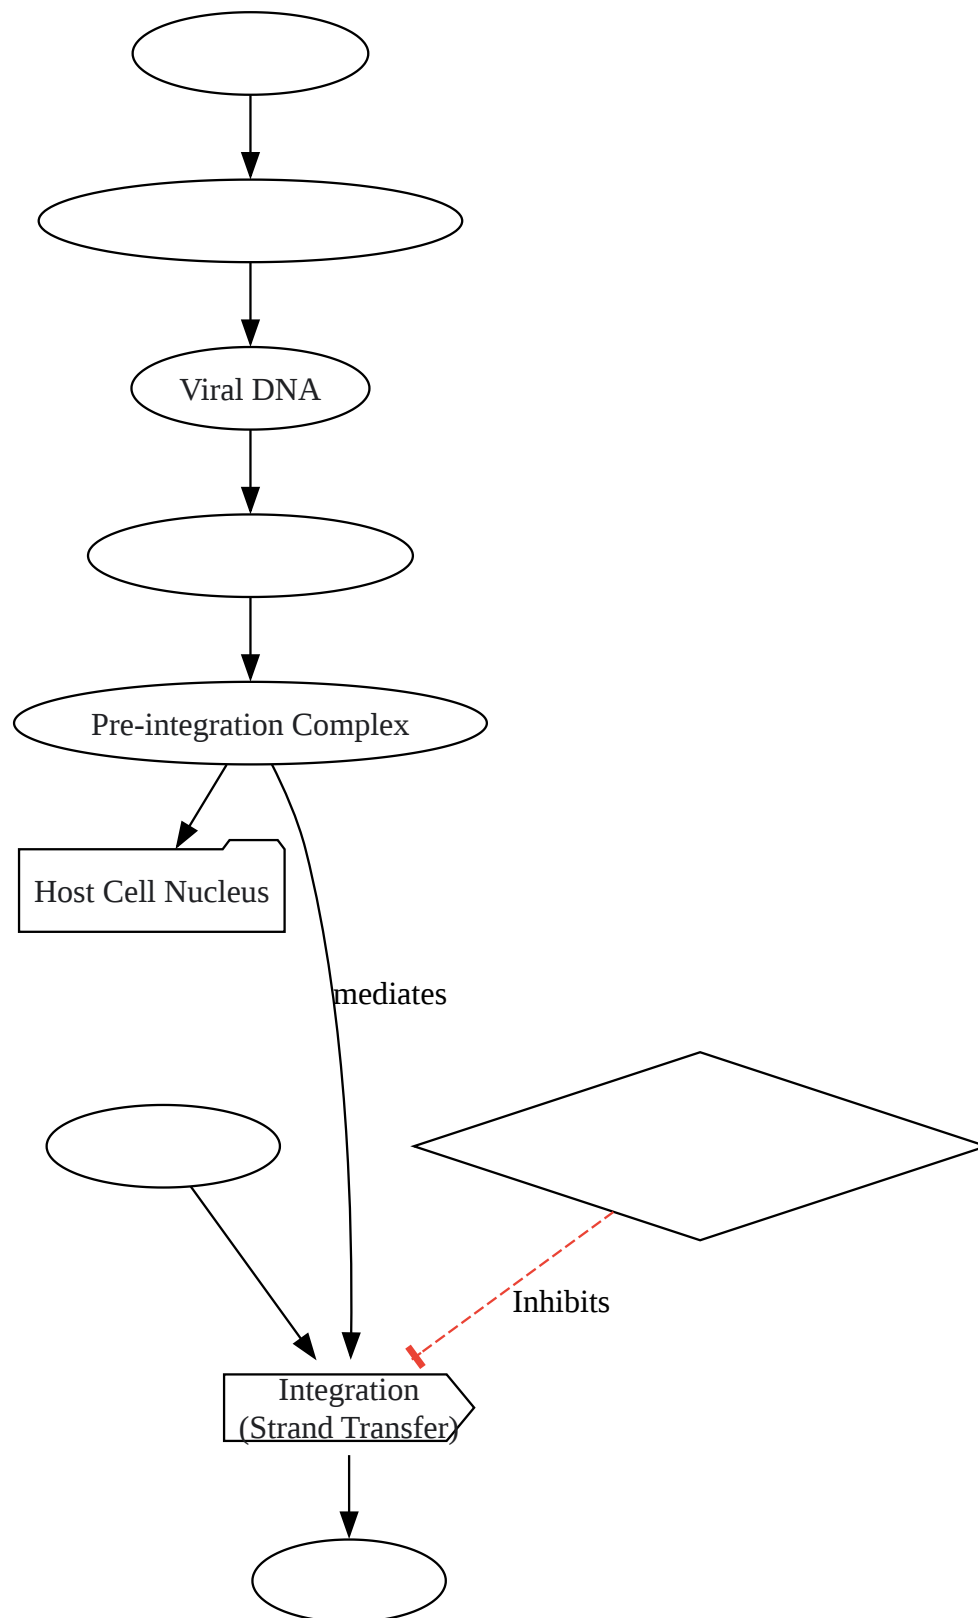 Viral DNA
Pre-integration Complex
Host Cell Nucleus
mediates
Inhibits
Integration
(Strand Transfer)